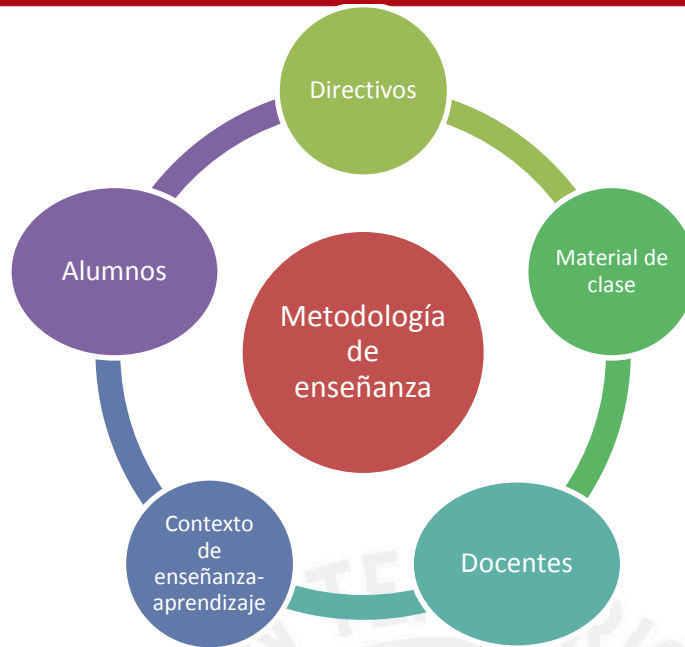 Directivos
Alumnos
Material de
clase
Metodología
de
enseñanza
Contexto
de
enseñanza-
aprendizaje
Docentes